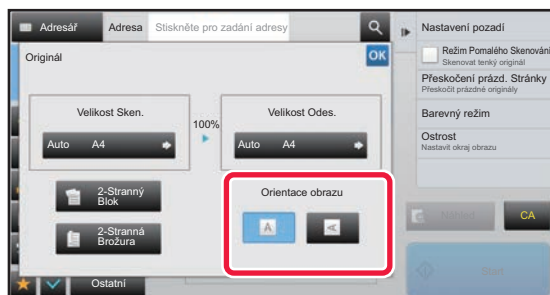 Adresář
Adresa
Stiskněte pro zadání adresy
Nastavení pozadí
Originál
OK
Režim Pomalého Skenování
Skenovat tenký originál
Přeskočení prázd. Stránky
Přeskočit prázdné originály
Velikost Sken.
100%
Velikost Odes.
Barevný režim
Auto A4
Auto A4
Ostrost
Nastavit okraj obrazu
2-Stranný
Blok
Orientace obrazu
A
A
2-Stranná
Brožura
CA
Start
Ostatní